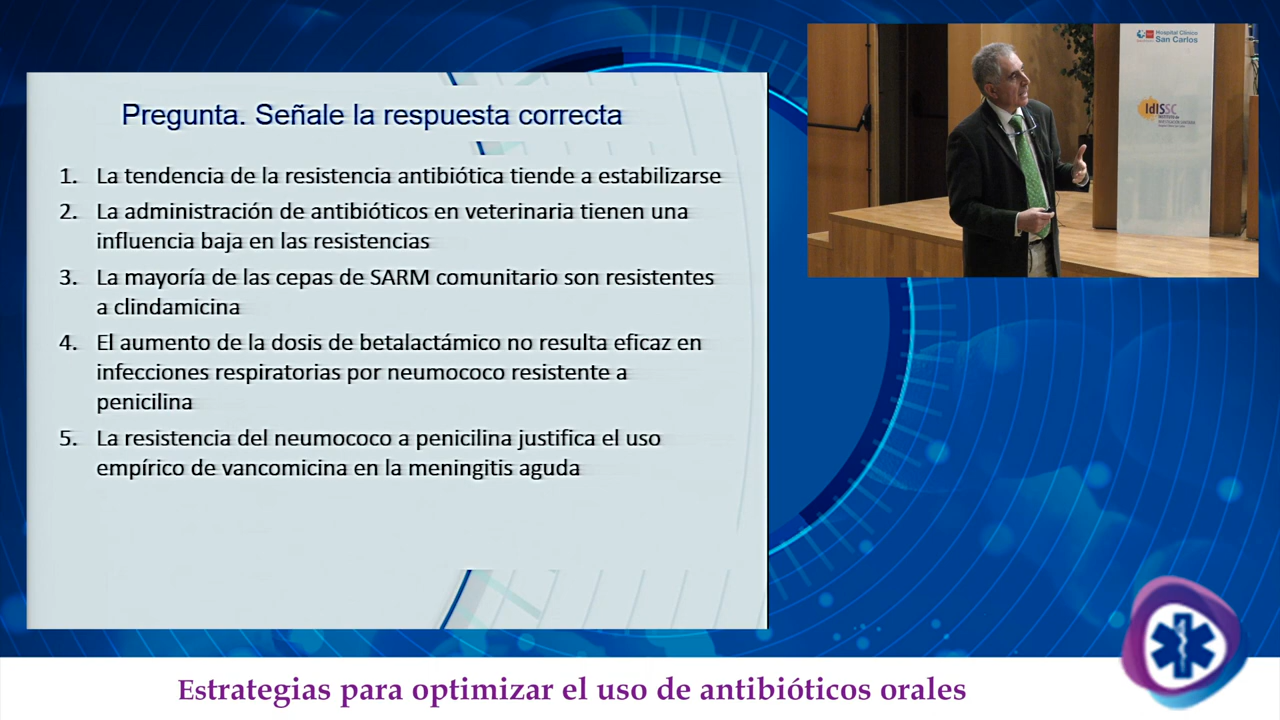 Pregunta. Señale la respuesta correcta
1. La tendencia de la resistencia antibiótica tiende a estabilizarse
2. La administración de antibióticos en veterinaria tienen una
influencia baja en las resistencias
3. La mayoría de las cepas de SARM comunitario son resistentes
a clindamicina
4. El aumento de la dosis de betalactámico no resulta eficaz en
infecciones respiratorias por neumococo resistente a
penicilina
5. La resistencia del neumococo a penicilina justifica el uso
empírico de vancomicina en la meningitis aguda
Hospital Clínico
San Carlos
IdISSC
Estrategias para optimizar el uso de antibióticos orales